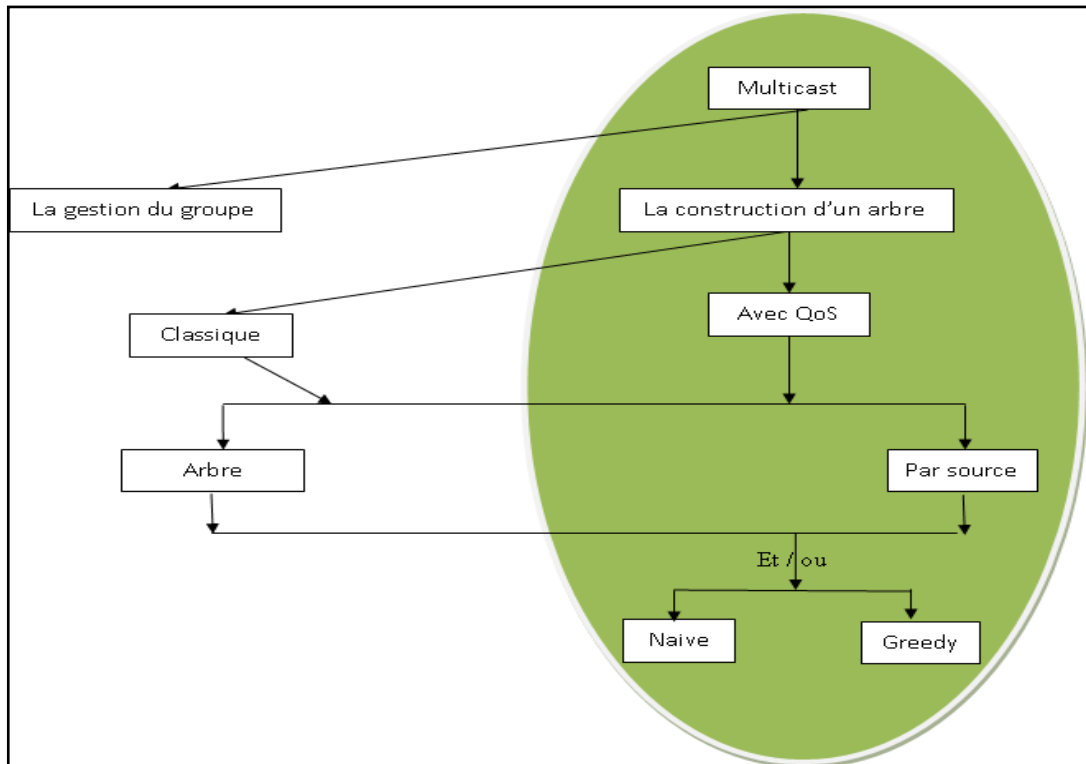 Multicast
La gestion du groupe
La construction d’un arbre
Classique
Avec QoS
Arbre
Par source
Et / ou
Naive
Greedy